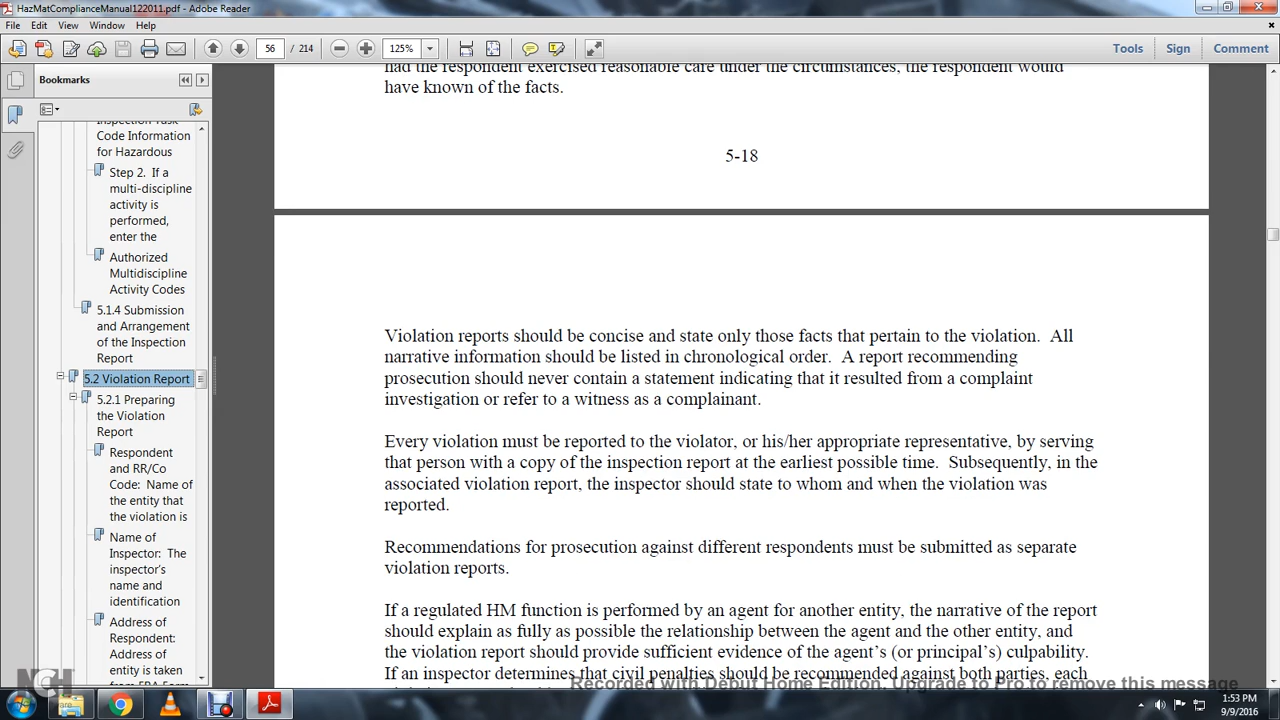 HazMatComplianceManual122011.pdf - Adobe Reader
File Edit View Window Help
56 / 214 125% Tools Sign Comment
Bookmarks
Inspection Task
Code Information
for Hazardous
Step 2. If a
multi-discipline
activity is
performed,
enter the
Authorized
Multidiscipline
Activity Codes
5.1.4 Submission
and Arrangement
of the Inspection
Report
5.2 Violation Report
5.2.1 Preparing
the Violation
Report
Respondent
and RR/Co
Code: Name of
the entity that
the violation is
Name of
Inspector: The
inspector's
name and
identification
Address of
Respondent:
Address of
entity is taken
had the respondent exercised reasonable care under the circumstances, the respondent would
have known of the facts.
5-18
Violation reports should be concise and state only those facts that pertain to the violation. All
narrative information should be listed in chronological order. A report recommending
prosecution should never contain a statement indicating that it resulted from a complaint
investigation or refer to a witness as a complainant.
Every violation must be reported to the violator, or his/her appropriate representative, by serving
that person with a copy of the inspection report at the earliest possible time. Subsequently, in the
associated violation report, the inspector should state to whom and when the violation was
reported.
Recommendations for prosecution against different respondents must be submitted as separate
violation reports.
If a regulated HM function is performed by an agent for another entity, the narrative of the report
should explain as fully as possible the relationship between the agent and the other entity, and
the violation report should provide sufficient evidence of the agent's (or principal's) culpability.
If an inspector determines that civil penalties should be recommended against both parties, each
Recorded with Debut Home Edition. Upgrade to Pro to remove this message
NCH
1:53 PM
9/9/2016